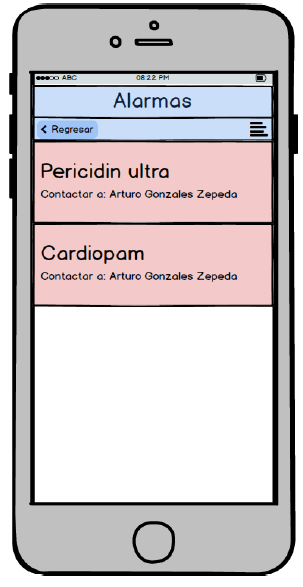 ABC 08:22 PM
Alarmas
Regresar
Pericidin ultra
Contactar a: Arturo Gonzales Zepeda
Cardiopam
Contactar a: Arturo Gonzales Zepeda